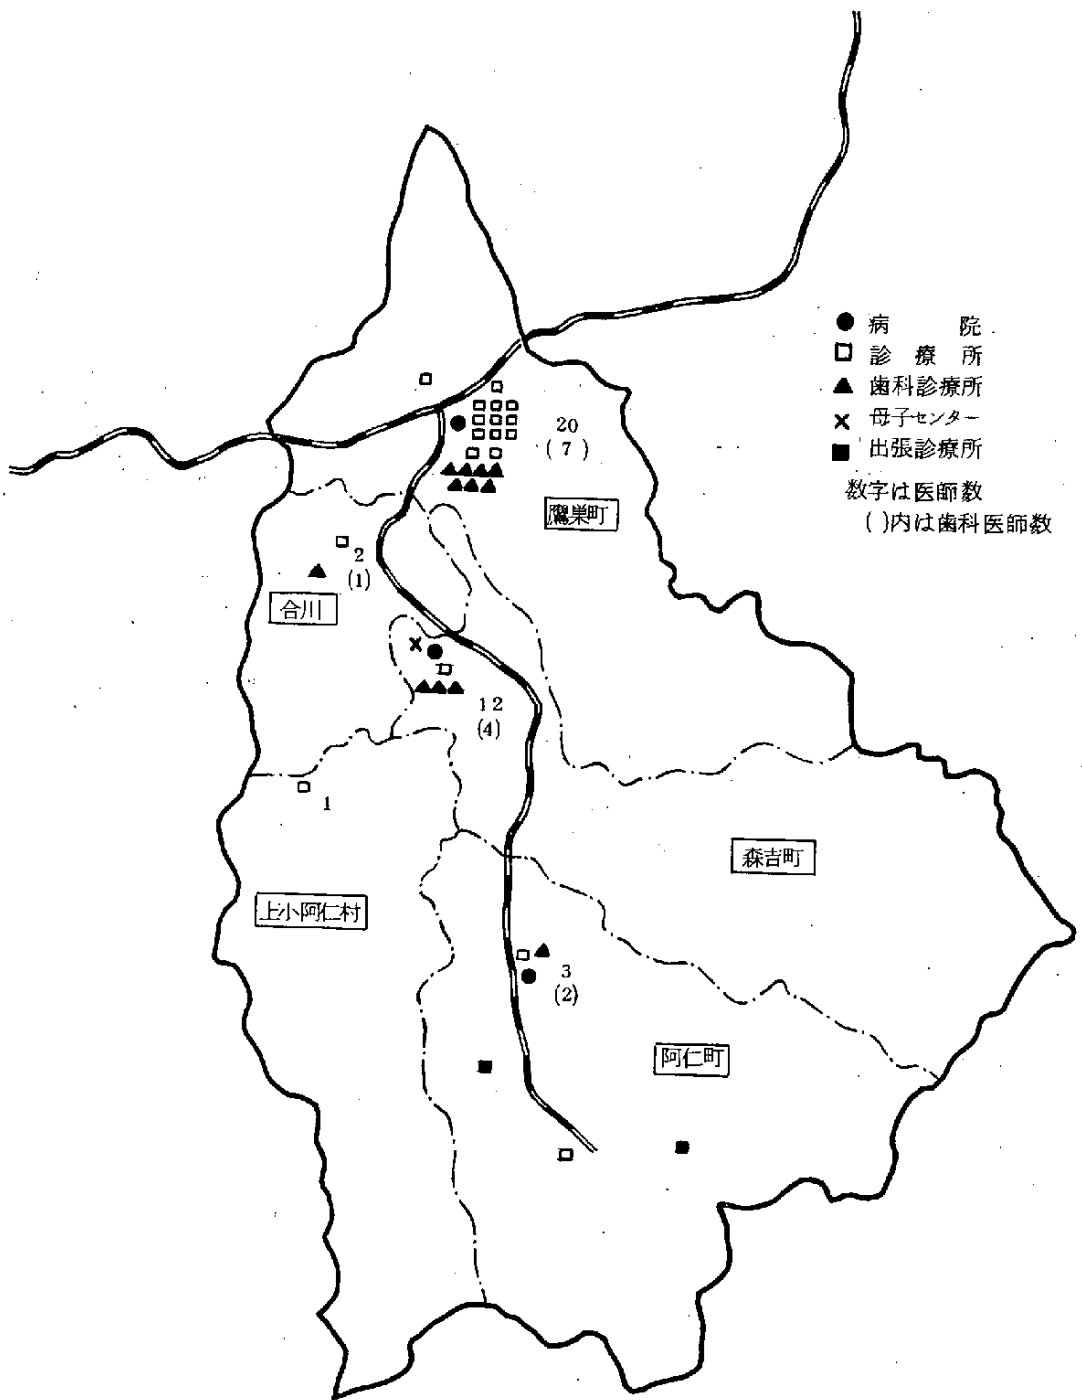 病院
診療所
歯科診療所
母子センター
出張診療所
数字は医師数
( )内は歯科医師数
20
(7)
鷹巣町
2
(1)
合川
12
(4)
1
森吉町
上小阿仁村
3
(2)
阿仁町